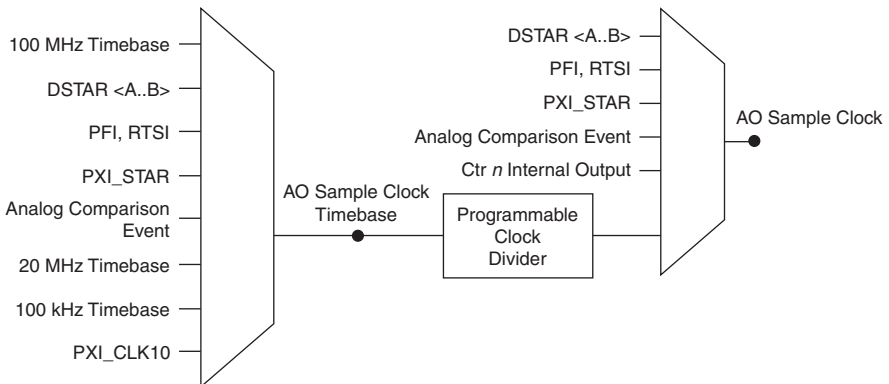 100 MHz Timebase
DSTAR <A..B>
PFI, RTSI
PXI_STAR
Analog Comparison
Event
20 MHz Timebase
100 kHz Timebase
PXI_CLK10
AO Sample Clock
Timebase
Programmable
Clock
Divider
DSTAR <A..B>
PFI, RTSI
PXI_STAR
Analog Comparison Event
Ctr n Internal Output
AO Sample Clock